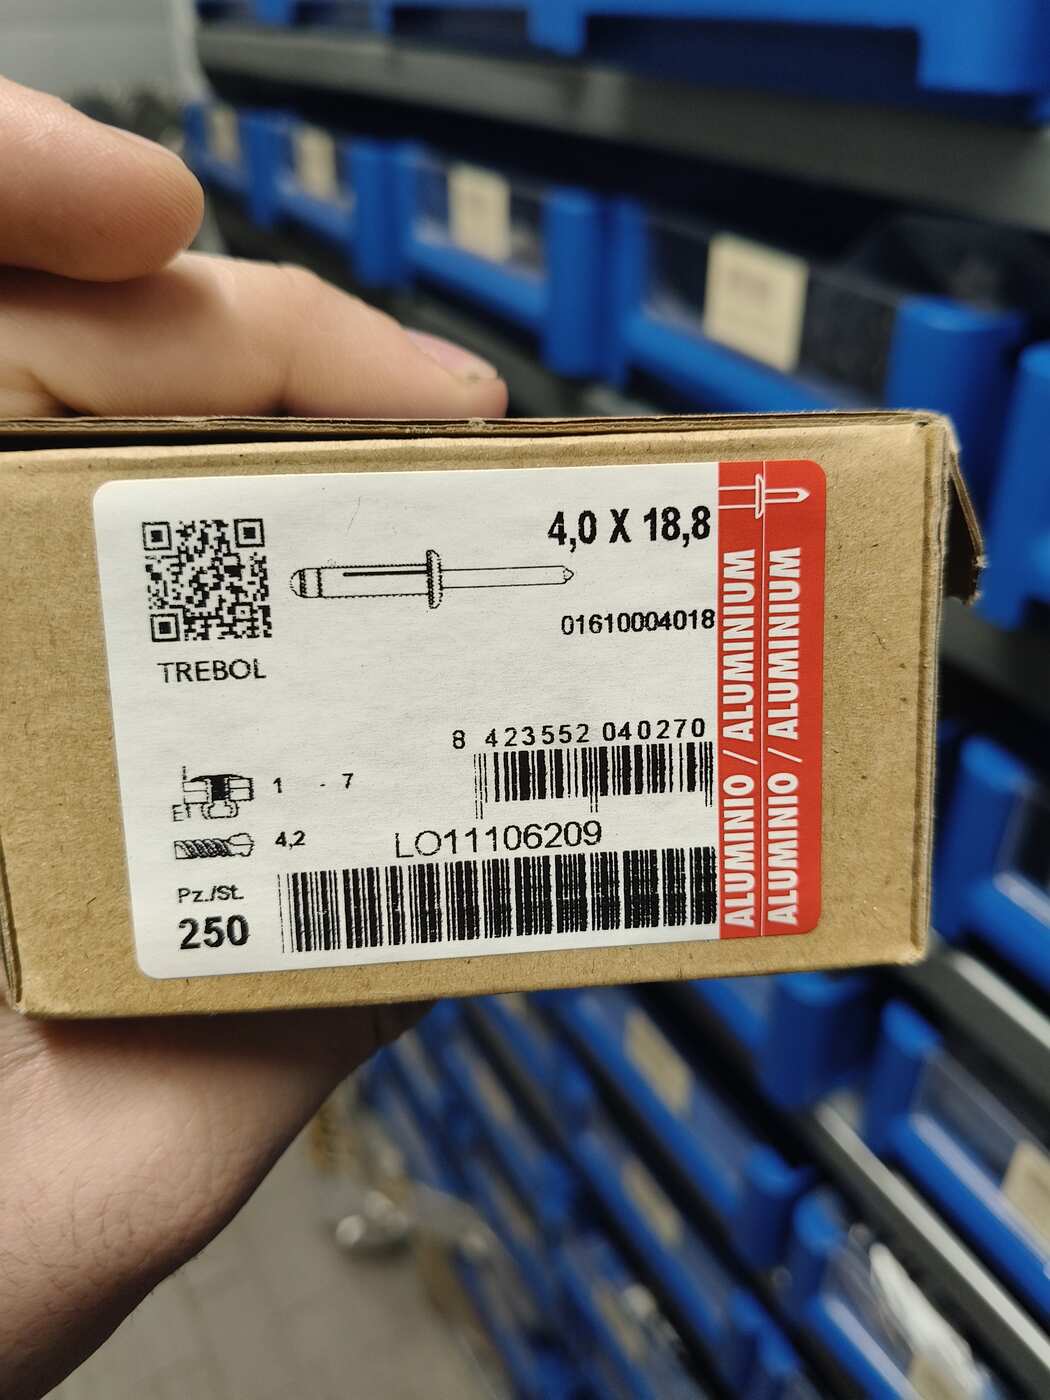 4,0 X 18,8
01610004018
TREBOL
8 423552 040270
1 - 7
4,2
LO11106209
Pz./St.
250
ALUMINIO / ALUMINIUM
ALUMINIO / ALUMINIUM